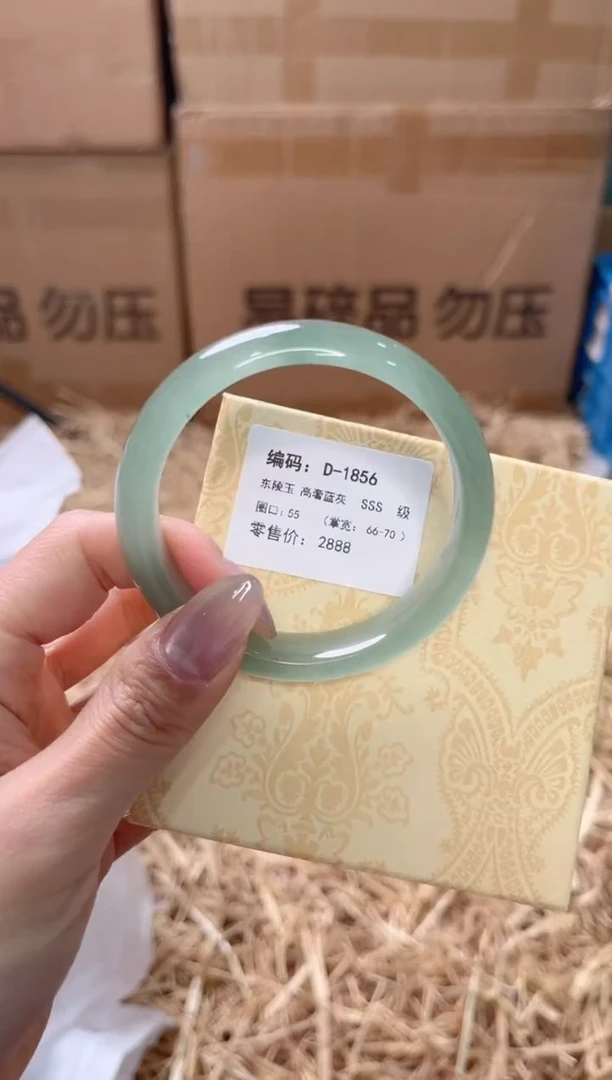 品 勿压
易碎品 勿压
编码：D-1856
东陵玉 高奢蓝灰 SSS 级
圈口：55 （掌宽：66-70 ）
零售价：2888